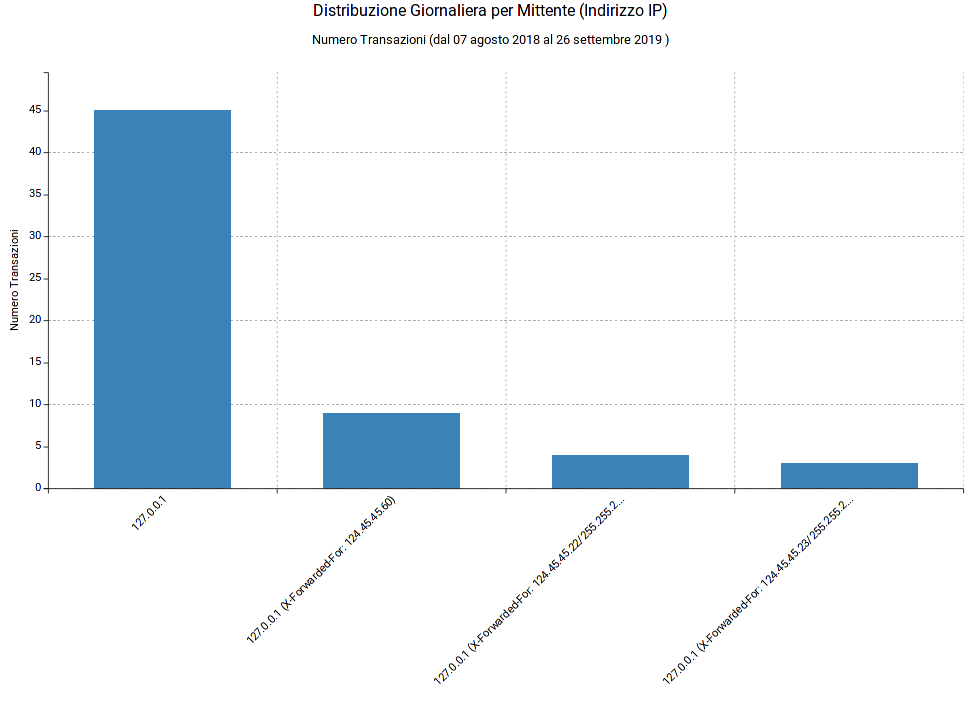 Distribuzione Giornaliera per Mittente (Indirizzo IP)
Numero Transazioni (dal 07 agosto 2018 al 26 settembre 2019 )
Numero Transazioni
45
40
35
30
25
20
15
10
5
0
127.0.0.1
127.0.0.1 (X-Forwarded-For: 124.45.45.60)
127.0.0.1 (X-Forwarded-For: 124.45.45.22/255.255.2...
127.0.0.1 (X-Forwarded-For: 124.45.45.23/255.255.2...